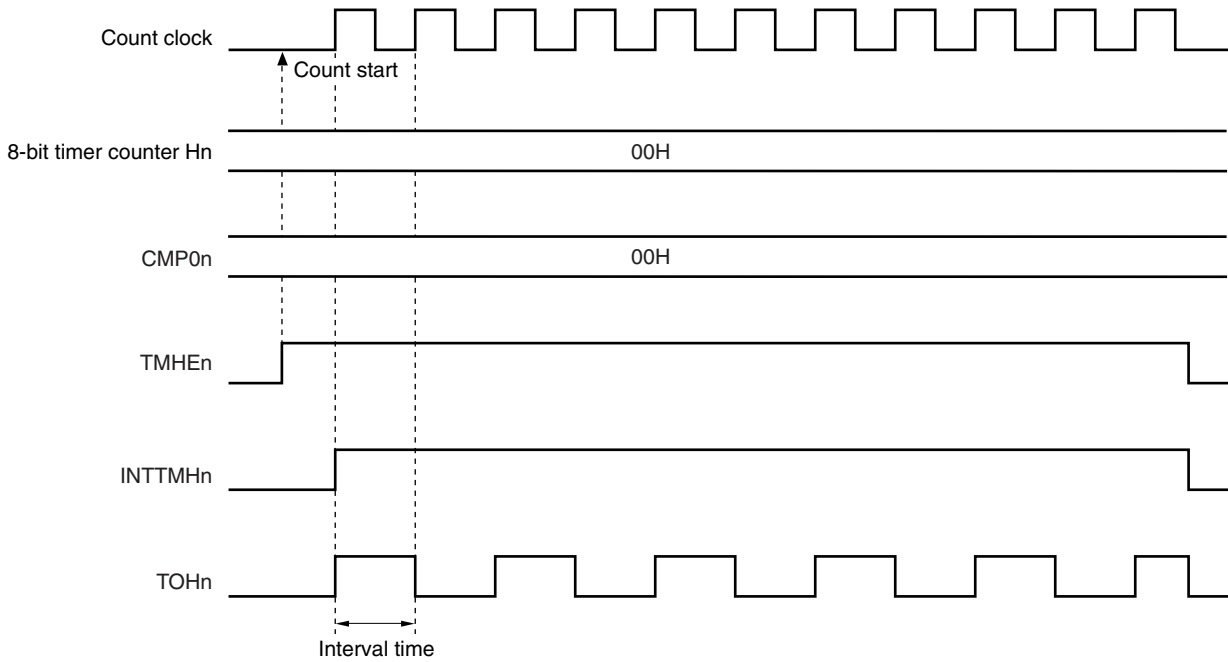 Count clock
Count start
8-bit timer counter Hn
00H
CMP0n
00H
TMHEn
INTTMHn
TOHn
Interval time